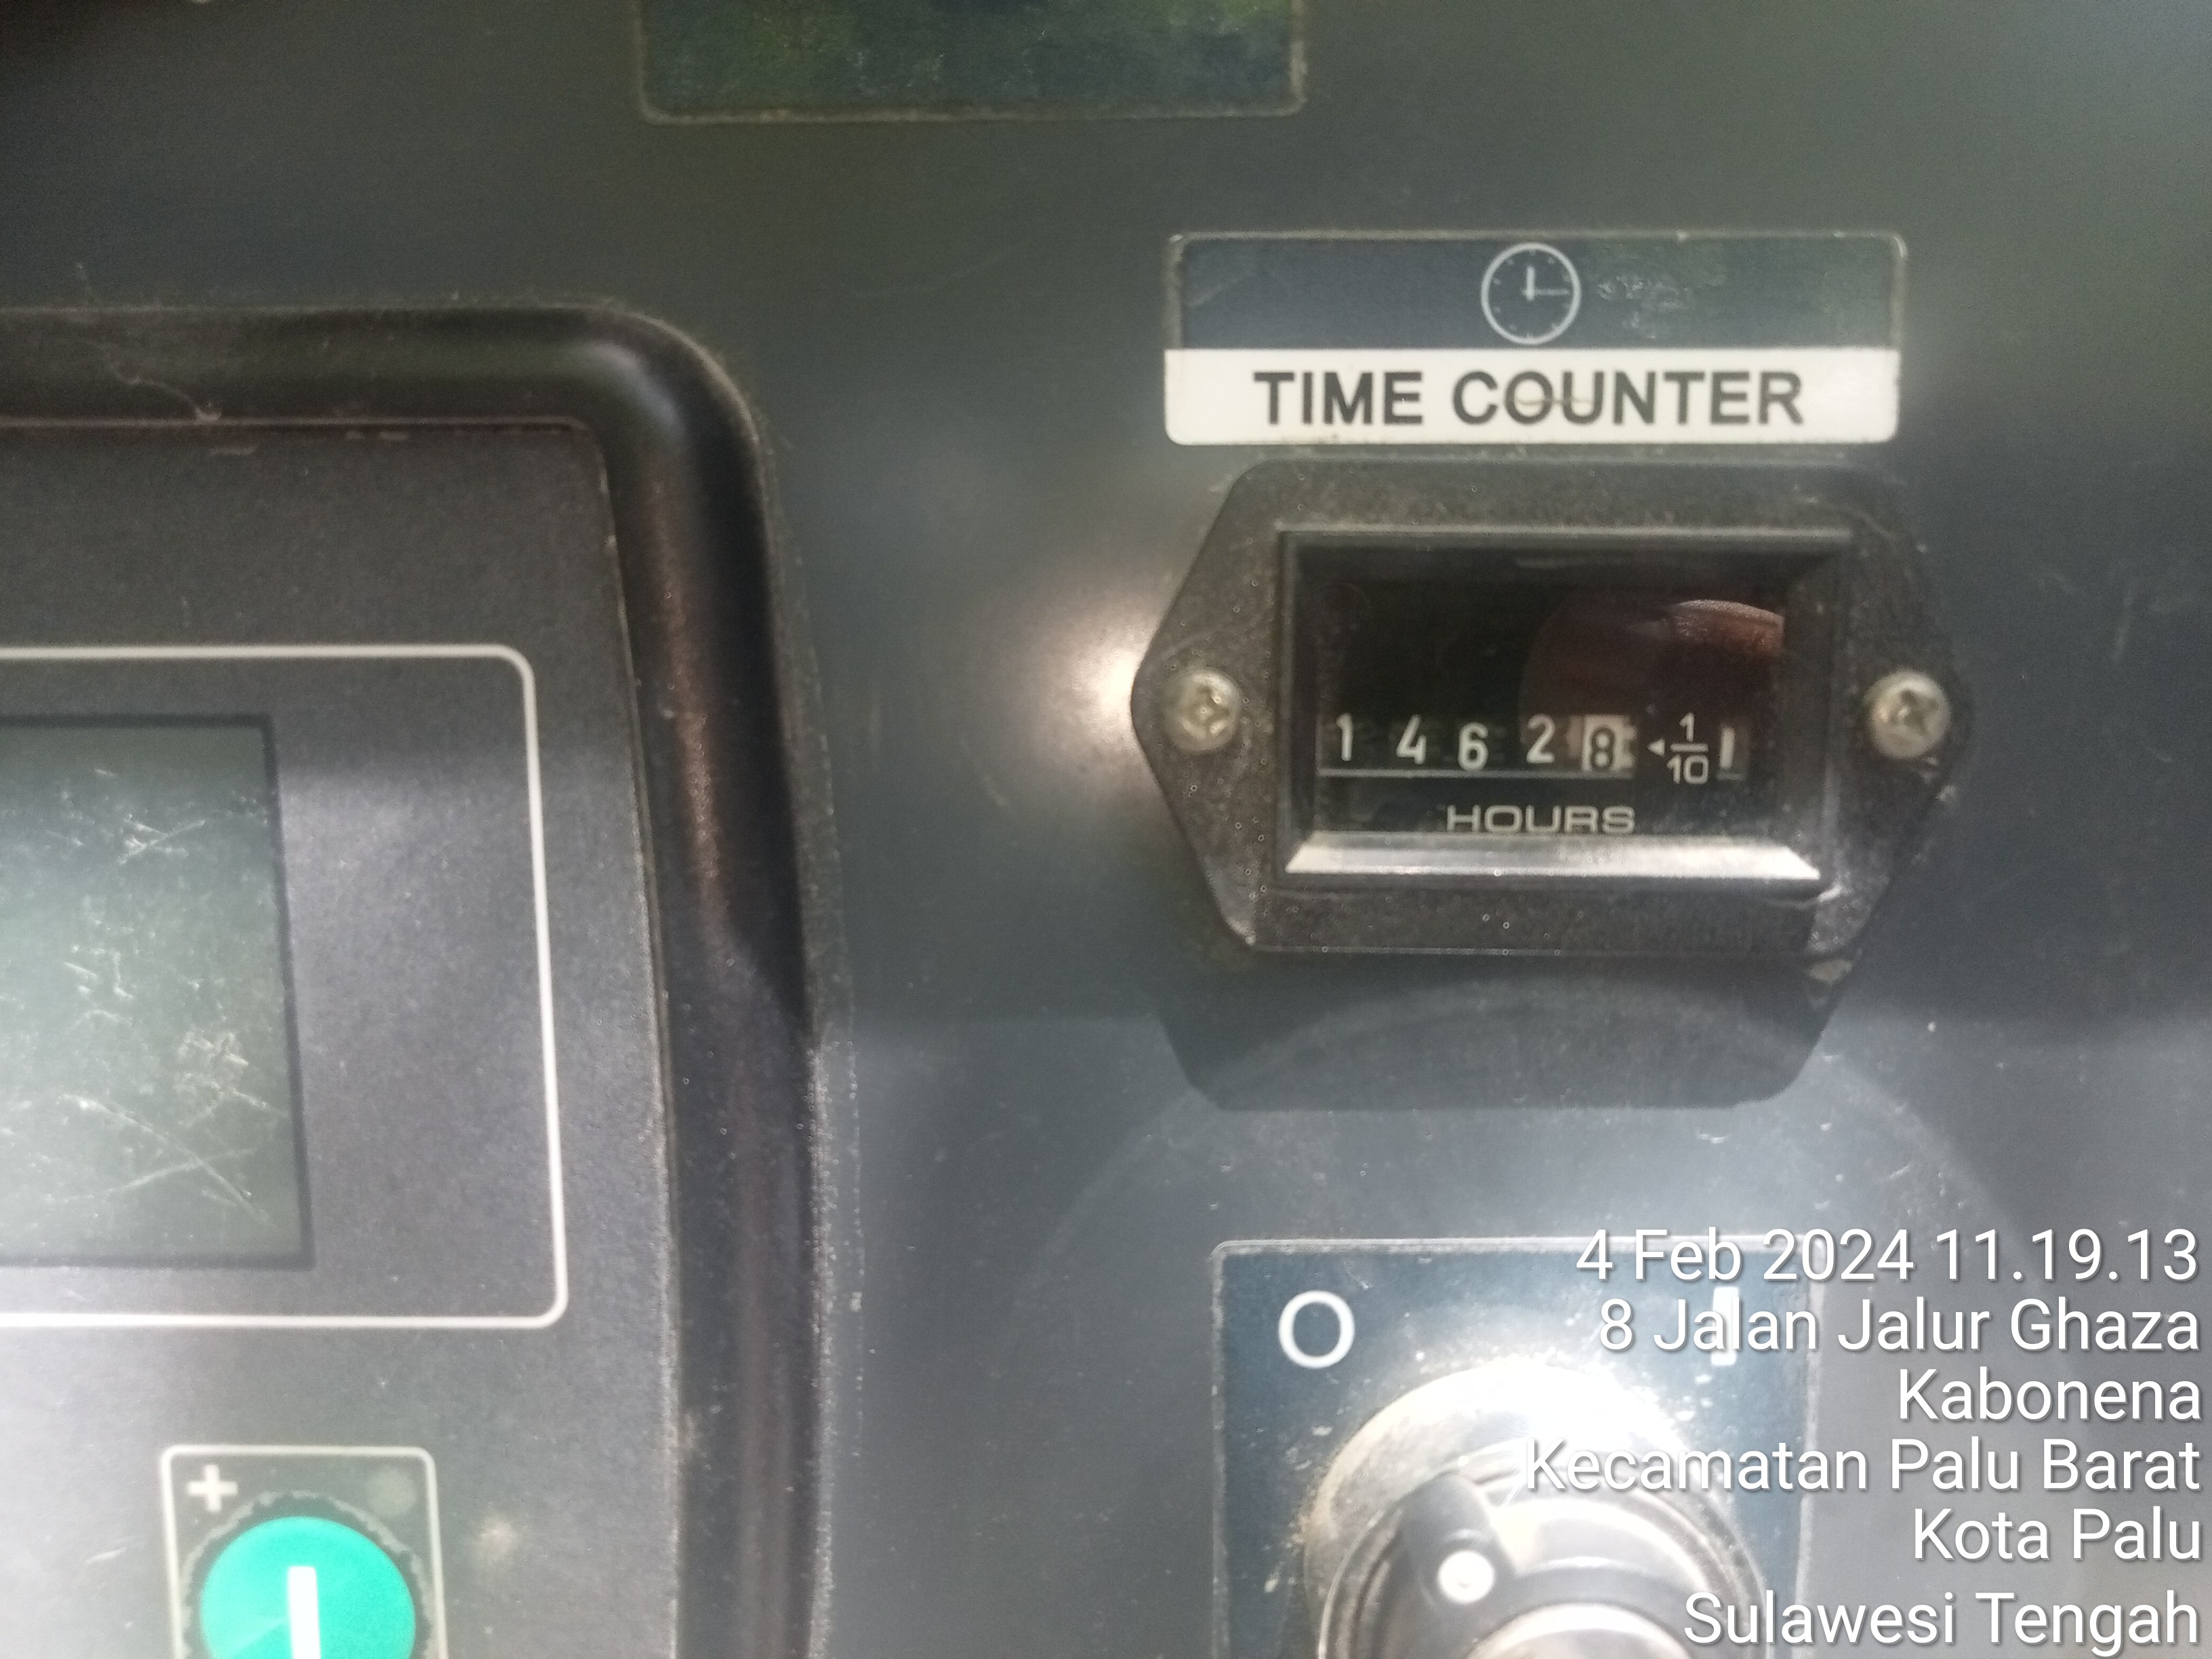 TIME COUNTER
1 4 6 2 8 ◄1/10
HOURS
O I
+
I
4 Feb 2024 11.19.13
8 Jalan Jalur Ghaza
Kabonena
Kecamatan Palu Barat
Kota Palu
Sulawesi Tengah